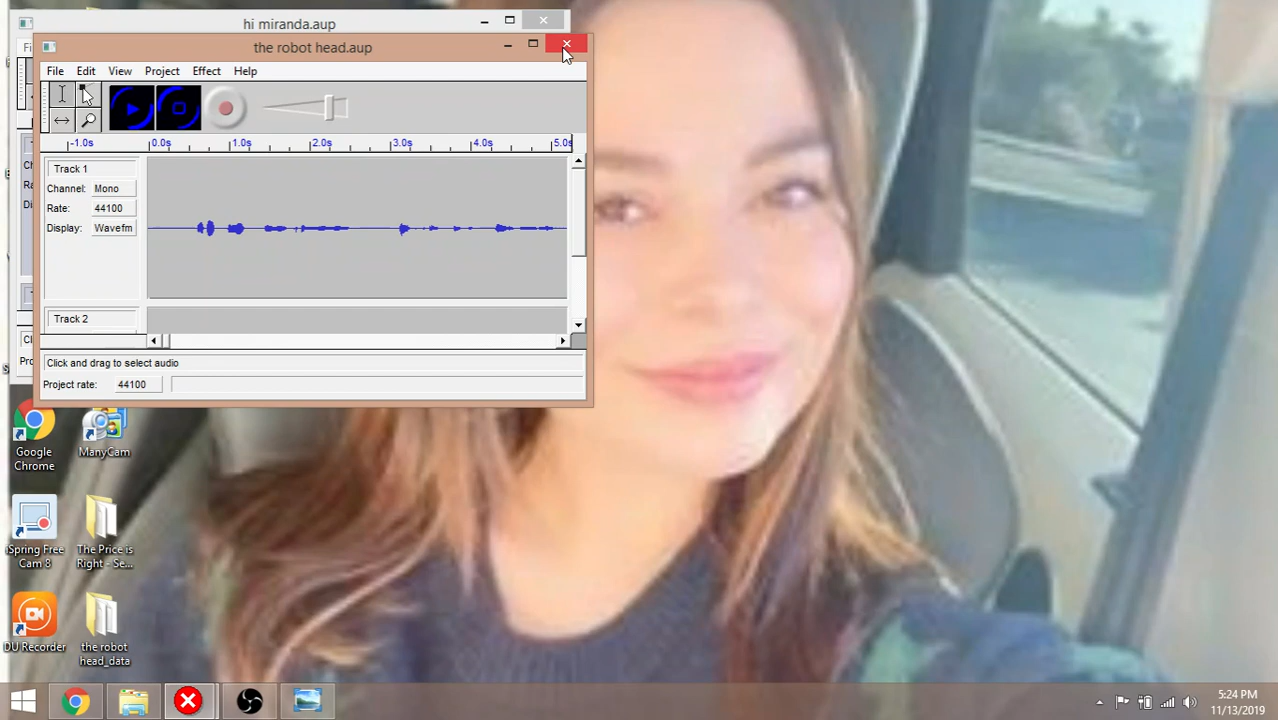 hi miranda.aup
the robot head.aup
File Edit View Project Effect Help
-1.0s 0.0s 1.0s 2.0s 3.0s 4.0s 5.0s
Track 1
Channel: Mono
Rate: 44100
Display: Wavefm
Track 2
Click and drag to select audio
Project rate: 44100
Google Chrome
ManyCam
iSpring Free Cam 8
The Price is Right - Se...
DU Recorder
the robot head_data
5:24 PM
11/13/2019